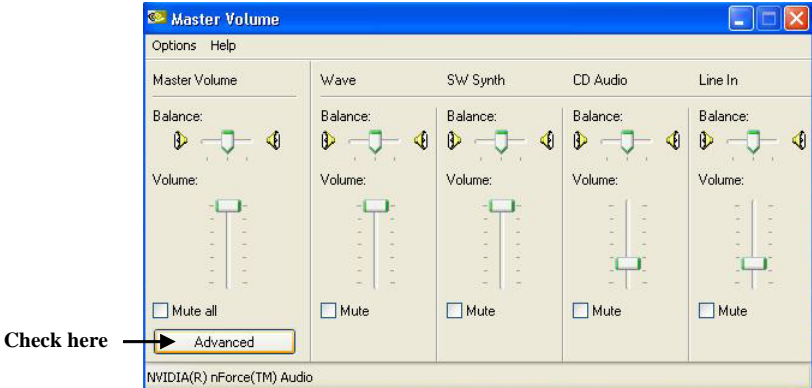 Master Volume
Options Help
Master Volume Wave SW Synth CD Audio Line In
Balance: Balance: Balance: Balance: Balance:
Volume: Volume: Volume: Volume: Volume:
Mute all Mute Mute Mute Mute
Check here Advanced
NVIDIA(R) nForce(TM) Audio